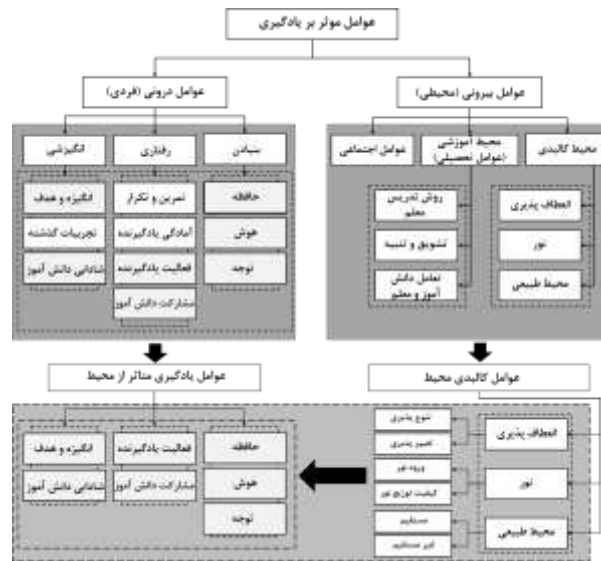 عوامل موثر بر یادگیری
عوامل بیرونی (محیطی)
عوامل درونی (فردی)
محیط کالبدی
محیط آموزشی
(عوامل تحصیلی)
عوامل اجتماعی
بنیادی
رفتاری
انگیزشی
انعطاف پذیری
نور
محیط طبیعی
روش تدریس
معلم
تشویق و تنبیه
تعامل دانش
آموز و معلم
حافظه
هوش
توجه
تمرین و تکرار
آمادگی یادگیرنده
فعالیت یادگیرنده
مشارکت دانش آموز
انگیزه و هدف
تجربیات گذشته
شادابی دانش آموز
عوامل کالبدی محیط
عوامل یادگیری متاثر از محیط
انعطاف پذیری
نور
محیط طبیعی
تنوع پذیری
تغییر پذیری
ورود نور
کیفیت توزیع نور
مستقیم
غیر مستقیم
حافظه
هوش
توجه
فعالیت یادگیرنده
مشارکت دانش آموز
انگیزه و هدف
شادابی دانش آموز